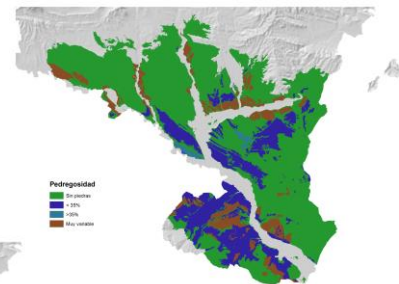 Pedregosidad
Sin piedras
< 35%
>35%
Muy variable